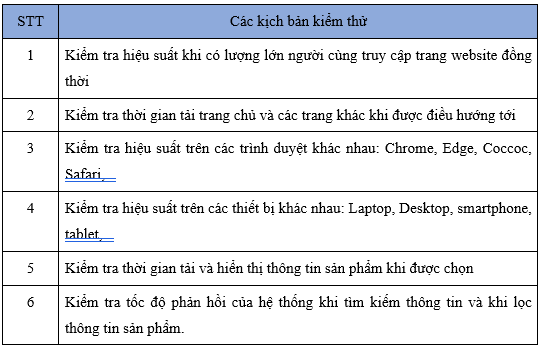 STT Các kịch bản kiểm thử
1 Kiểm tra hiệu suất khi có lượng lớn người cùng truy cập trang website đồng
thời
2 Kiểm tra thời gian tải trang chủ và các trang khác khi được điều hướng tới
3 Kiểm tra hiệu suất trên các trình duyệt khác nhau: Chrome, Edge, Coccoc,
Safari,…
4 Kiểm tra hiệu suất trên các thiết bị khác nhau: Laptop, Desktop, smartphone,
tablet,…
5 Kiểm tra thời gian tải và hiển thị thông tin sản phẩm khi được chọn
6 Kiểm tra tốc độ phản hồi của hệ thống khi tìm kiếm thông tin và khi lọc
thông tin sản phẩm.